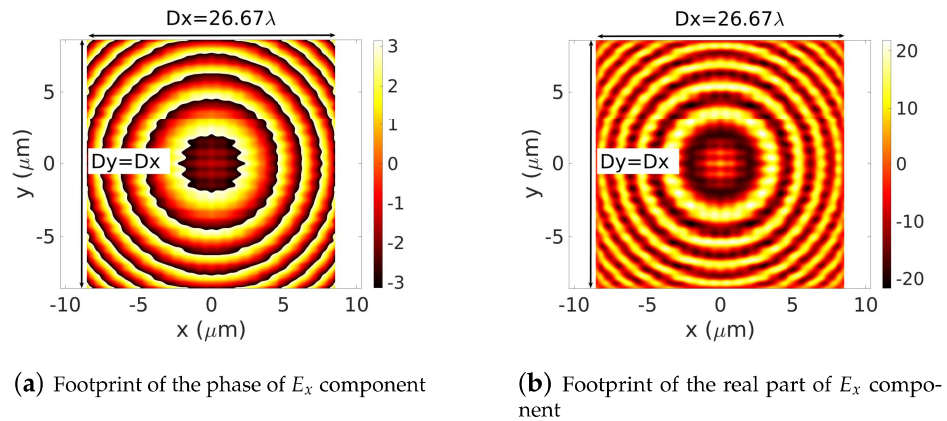 Dx=26.67λ
y (μm)
5
0
-5
Dy=Dx
-10 -5 0 5 10
x (μm)
3
2
1
0
-1
-2
-3
(a) Footprint of the phase of Ex component
Dx=26.67λ
y (μm)
5
0
-5
Dy=Dx
-10 -5 0 5 10
x (μm)
20
10
0
-10
-20
(b) Footprint of the real part of Ex compo-
nent